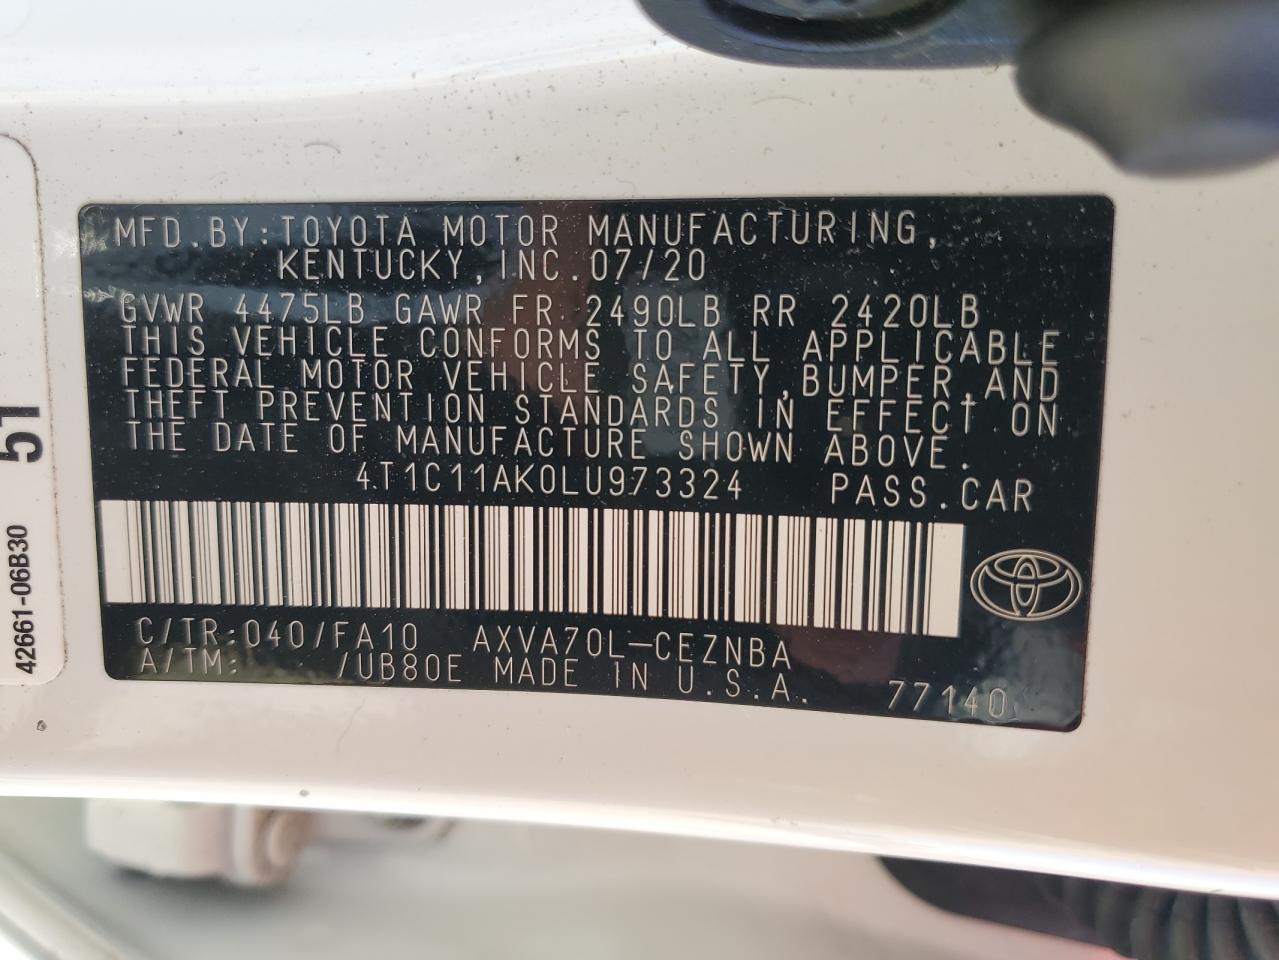 MFD.BY:TOYOTA MOTOR MANUFACTURING,
KENTUCKY,INC.07/20
GVWR 4475LB GAWR FR 2490LB RR 2420LB
THIS VEHICLE CONFORMS TO ALL APPLICABLE
FEDERAL MOTOR VEHICLE SAFETY,BUMPER,AND
THEFT PREVENTION STANDARDS IN EFFECT ON
THE DATE OF MANUFACTURE SHOWN ABOVE.
4T1C11AK0LU973324 PASS.CAR
C/TR:040/FA10 AXVA70L-CEZNBA
A/TM: /UB80E MADE IN U.S.A. 77140
42661-06B30